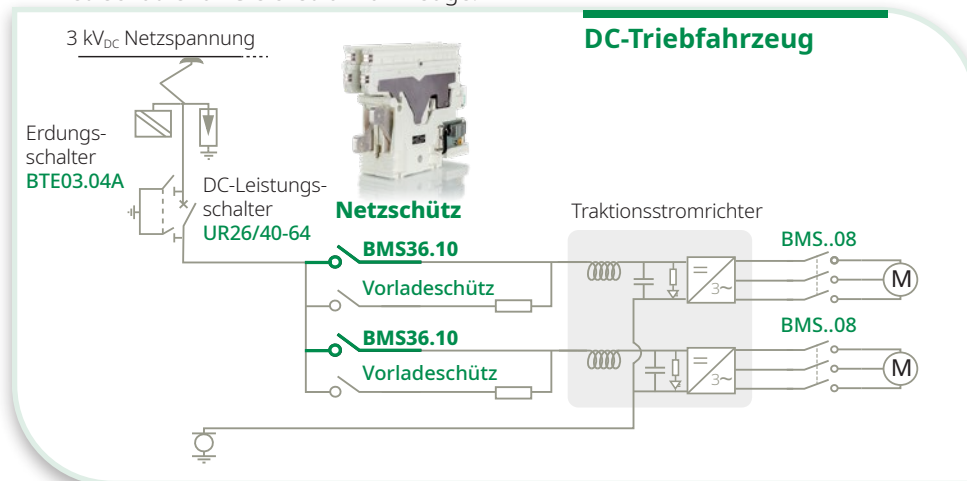 DC-Triebfahrzeug
3 kVDC Netzspannung
Erdungs-
schalter
BTE03.04A
DC-Leistungs-
schalter
UR26/40-64
Netzschütz
Traktionsstromrichter
BMS36.10
Vorladeschütz
BMS36.10
Vorladeschütz
=
3~
=
3~
BMS..08
M
BMS..08
M